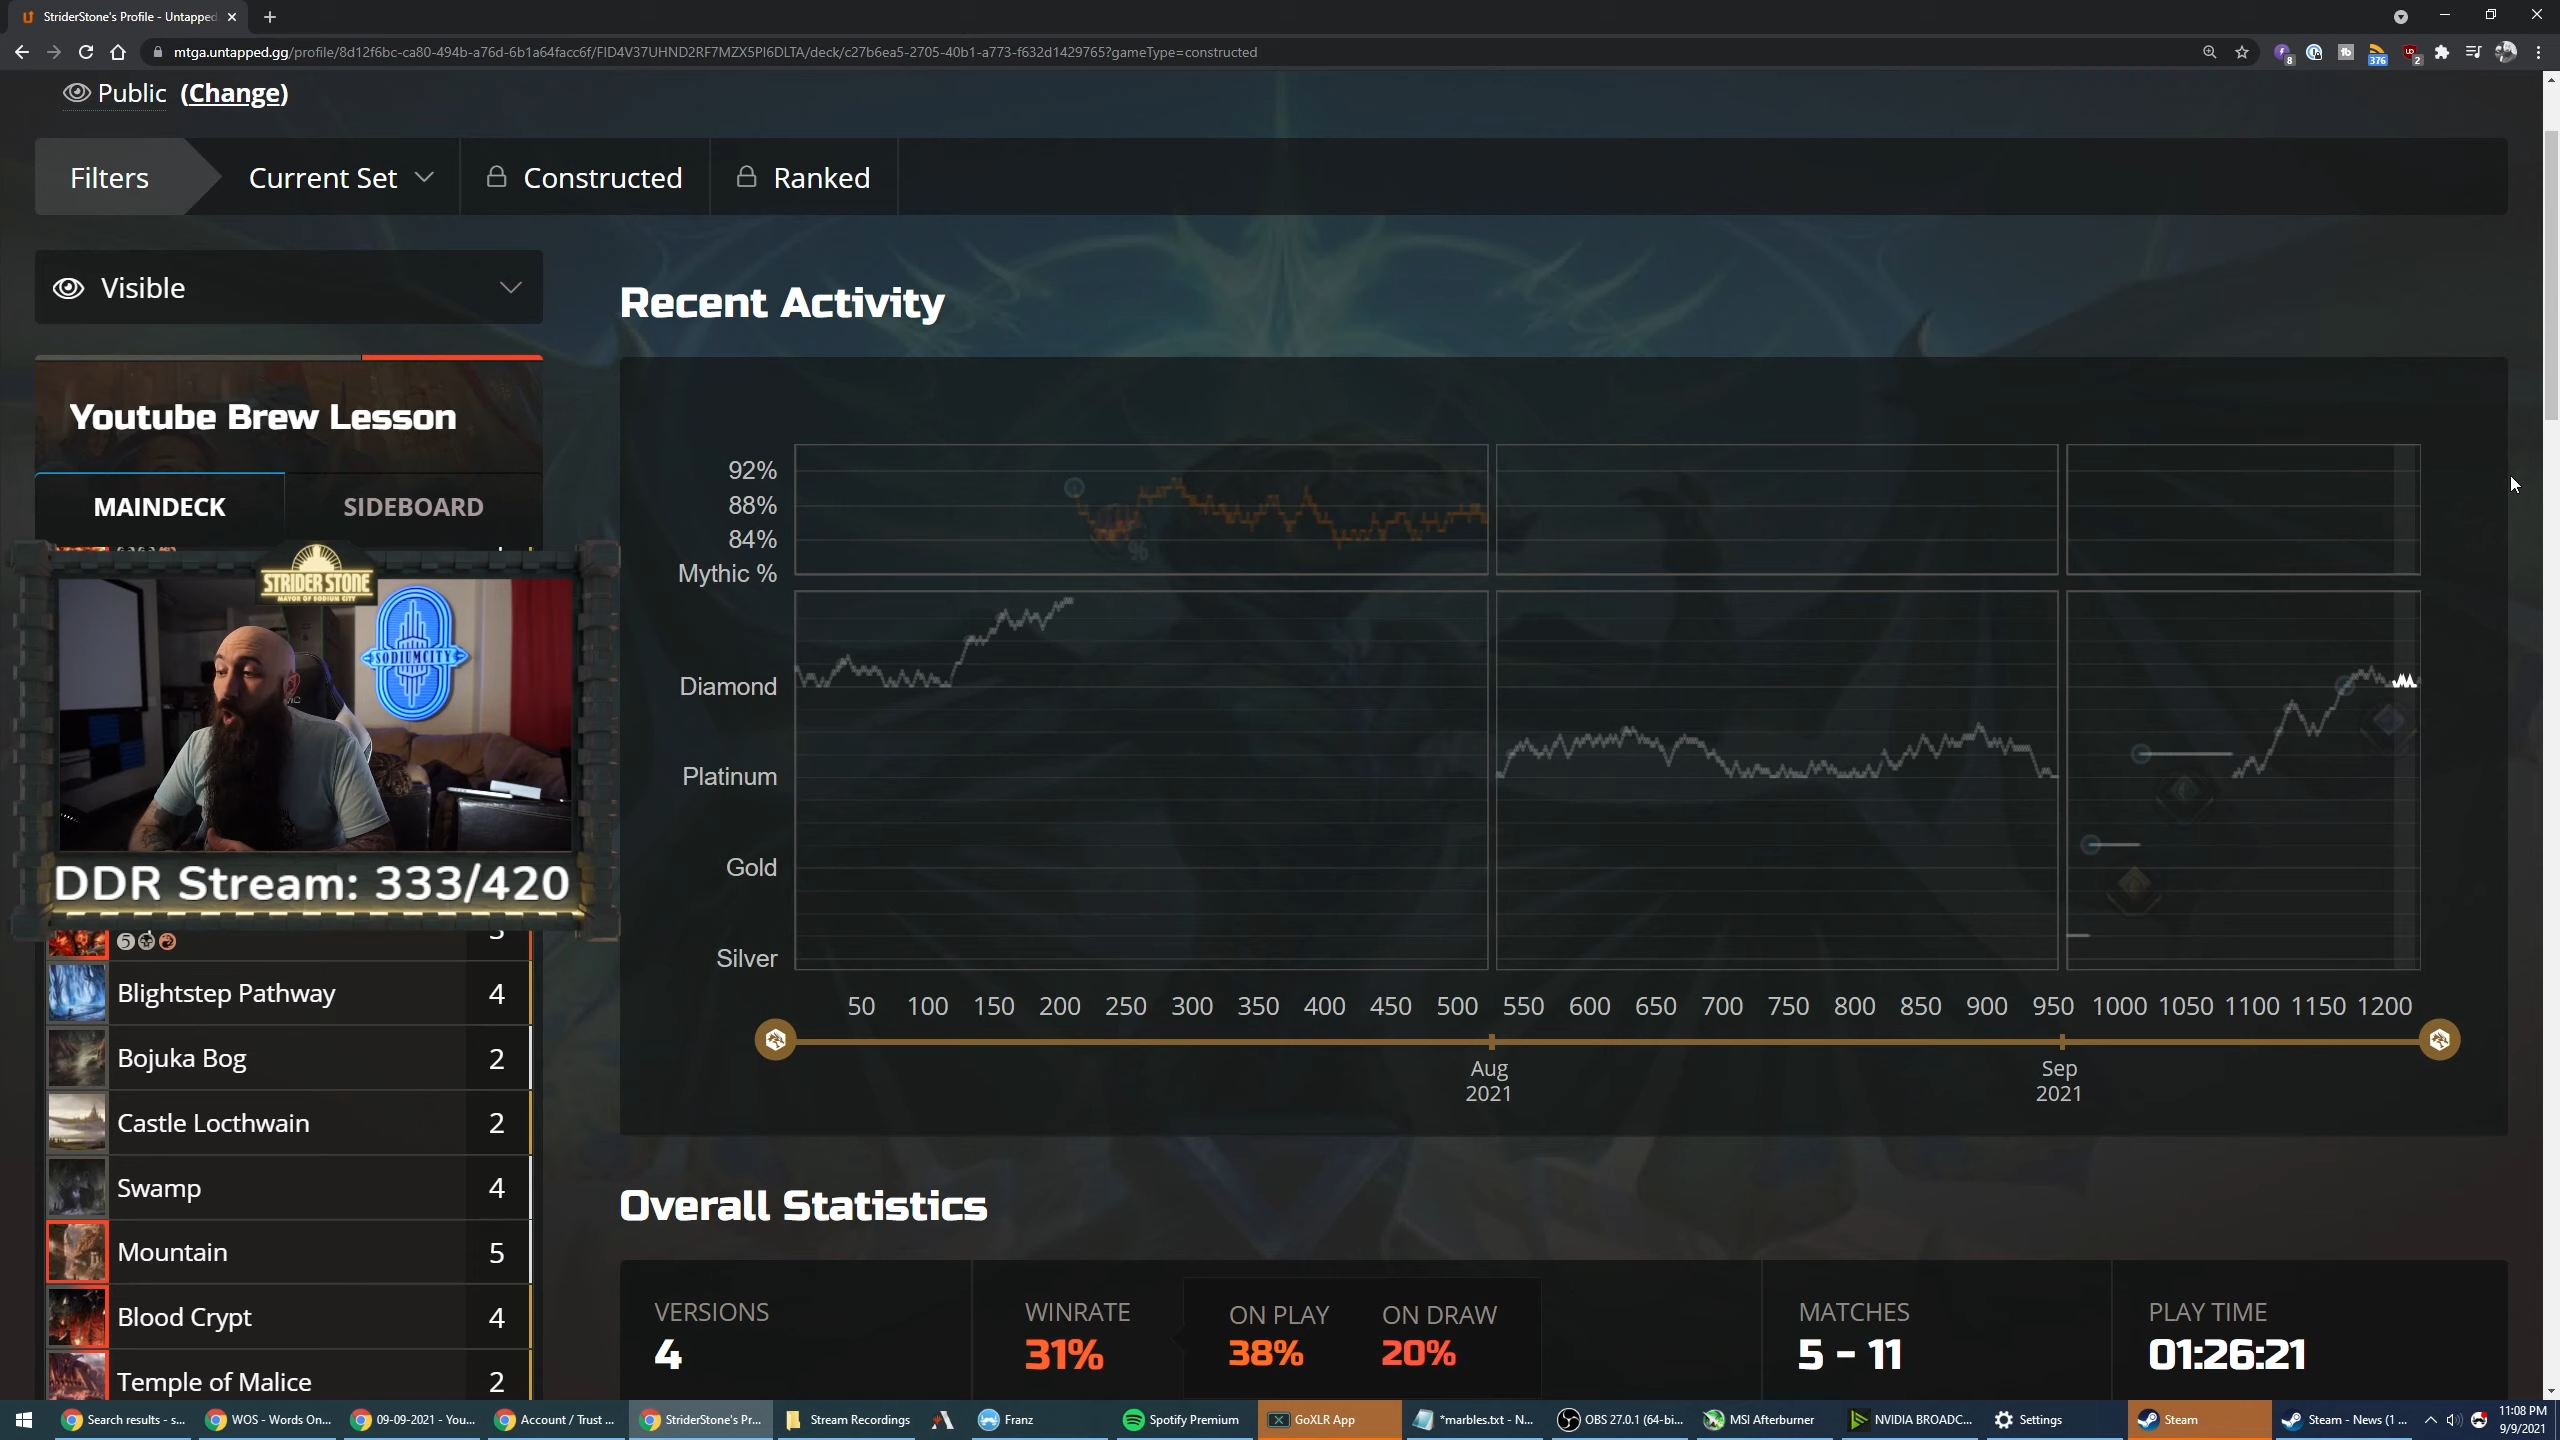 StriderStone's Profile - Untapped
mtga.untapped.gg/profile/8d12f6bc-ca80-494b-a76d-6b1a64facc6f/FID4V37UHND2RF7MZX5PI6DLTA/deck/c27b6ea5-2705-40b1-a773-f632d1429765?gameType=constructed
8
376
2
Public (Change)
Filters
Current Set
Constructed
Ranked
Visible
Youtube Brew Lesson
MAINDECK
SIDEBOARD
STRIDER STONE
MAYOR OF SODIUM CITY
SODIUMCITY
DDR Stream: 333/420
5
3
Blightstep Pathway 4
Bojuka Bog 2
Castle Locthwain 2
Swamp 4
Mountain 5
Blood Crypt 4
Temple of Malice 2
Recent Activity
92%
88%
84%
Mythic %
%
Diamond
Platinum
Gold
Silver
50 100 150 200 250 300 350 400 450 500 550 600 650 700 750 800 850 900 950 1000 1050 1100 1150 1200
Aug
2021
Sep
2021
Overall Statistics
VERSIONS
4
WINRATE
31%
ON PLAY
38%
ON DRAW
20%
MATCHES
5 - 11
PLAY TIME
01:26:21
Search results - s...
WOS - Words On...
09-09-2021 - You...
Account / Trust ...
StriderStone's Pr...
Stream Recordings
Franz
Spotify Premium
GoXLR App
*marbles.txt - N...
OBS 27.0.1 (64-bi...
MSI Afterburner
NVIDIA BROADC...
Settings
Steam
Steam - News (1 ...
11:08 PM
9/9/2021